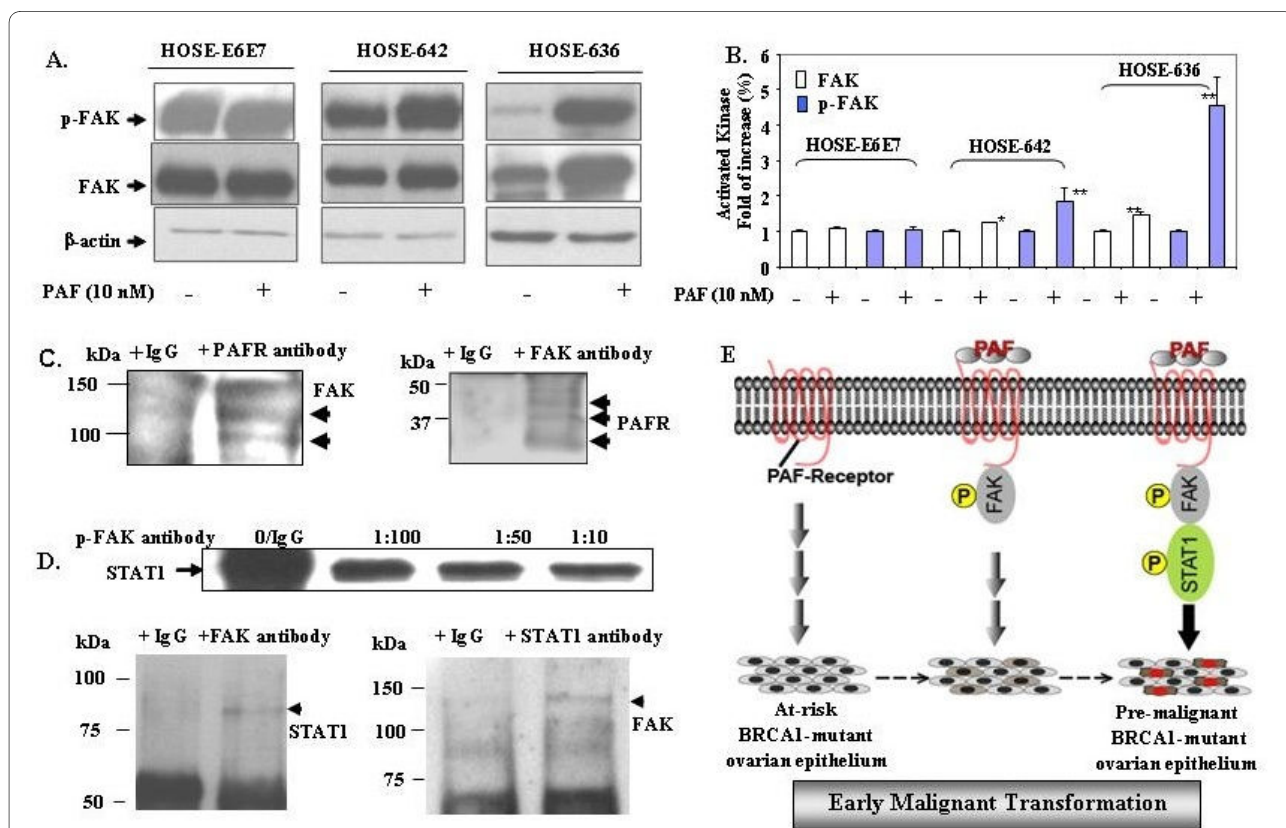 A.
HOSE-E6E7 HOSE-642 HOSE-636
p-FAK
FAK
β-actin
PAF (10 nM) - + - + - +
B.
Activated Kinase
Fold of increase (%)
6
5
4
3
2
1
0
FAK
p-FAK
HOSE-E6E7
HOSE-642
HOSE-636
* ** ** **
PAF (10 nM) - + - + - + - + - + - +
C.
kDa + IgG + PAFR antibody
150
100
FAK
kDa + IgG + FAK antibody
50
37
PAFR
D.
p-FAK antibody 0/IgG 1:100 1:50 1:10
STAT1
kDa + IgG +FAK antibody
100
75
50
STAT1
kDa + IgG + STAT1 antibody
150
100
75
FAK
E
PAF PAF
PAF-Receptor
P FAK
P FAK
P STAT1
At-risk
BRCA1-mutant
ovarian epithelium
Pre-malignant
BRCA1-mutant
ovarian epithelium
Early Malignant Transformation